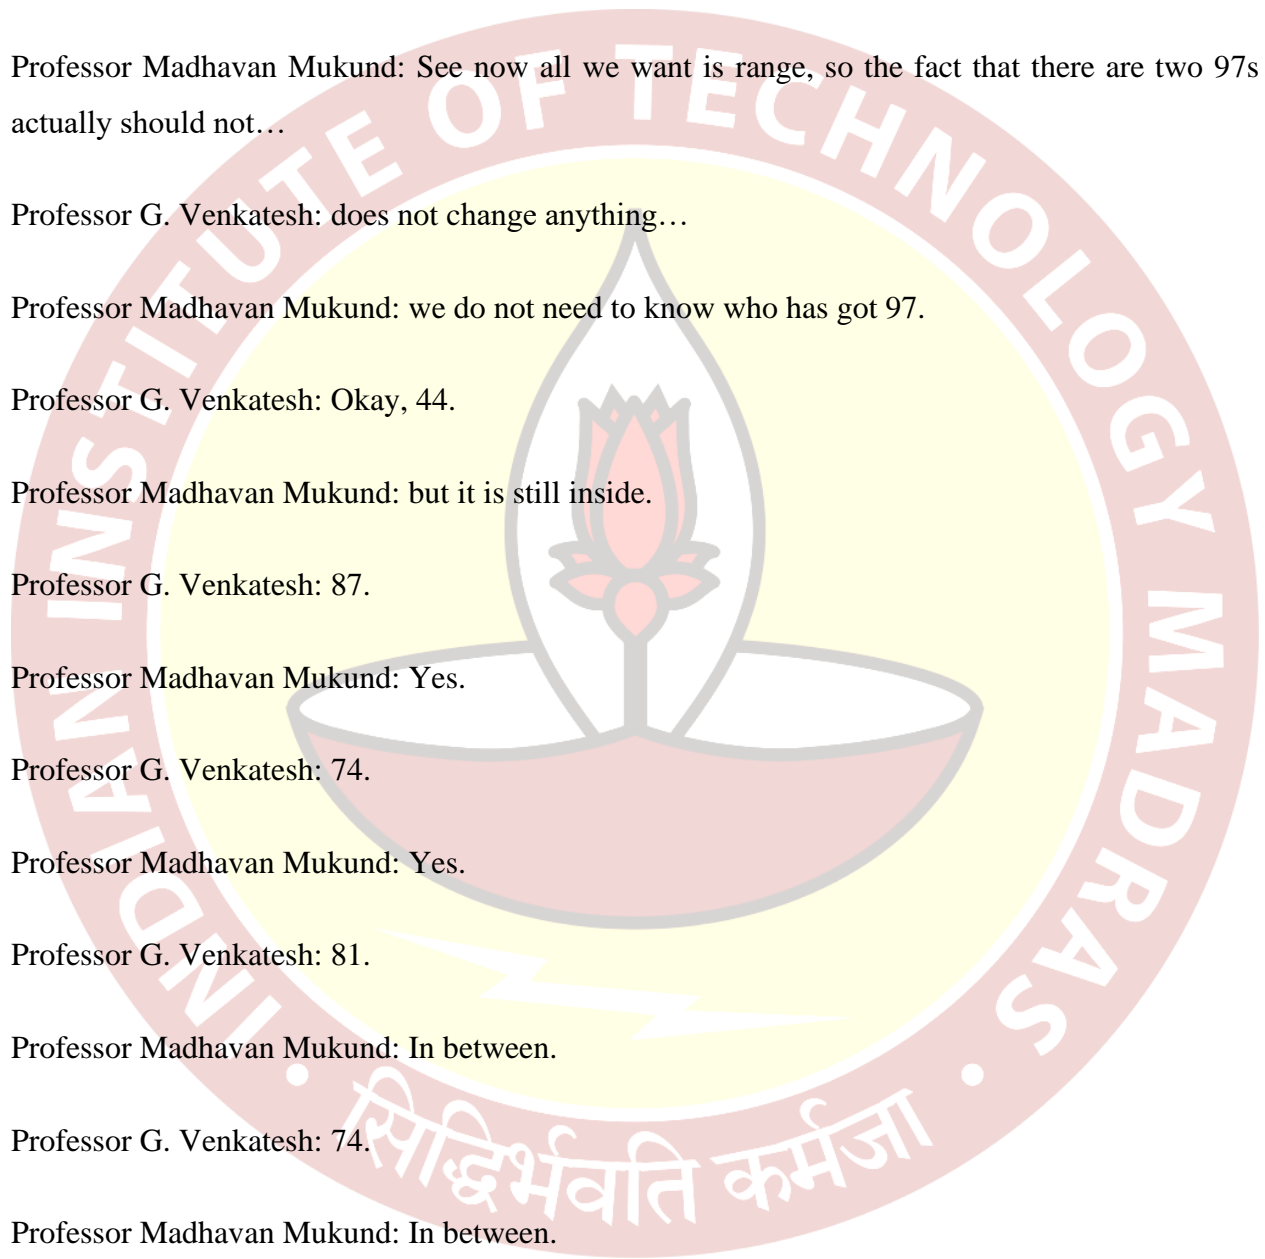 Professor Madhavan Mukund: See now all we want is range, so the fact that there are two 97s
actually should not…
Professor G. Venkatesh: does not change anything…
Professor Madhavan Mukund: we do not need to know who has got 97.
Professor G. Venkatesh: Okay, 44.
Professor Madhavan Mukund: but it is still inside.
Professor G. Venkatesh: 87.
Professor Madhavan Mukund: Yes.
Professor G. Venkatesh: 74.
Professor Madhavan Mukund: Yes.
Professor G. Venkatesh: 81.
Professor Madhavan Mukund: In between.
Professor G. Venkatesh: 74.
Professor Madhavan Mukund: In between.
INDIAN INSTITUTE OF TECHNOLOGY MADRAS
सिद्धिर्भवति कर्मजा